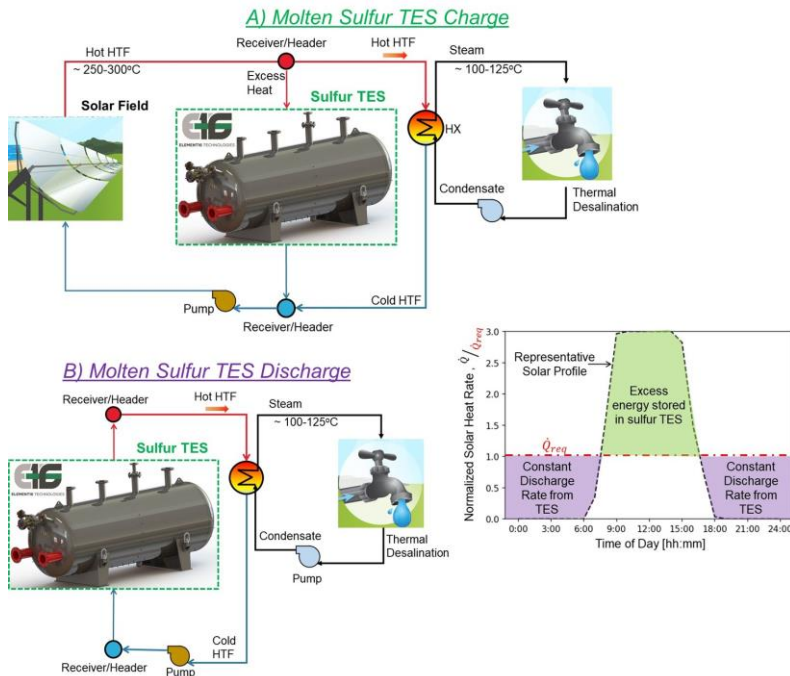 A) Molten Sulfur TES Charge
Receiver/Header
Hot HTF
~ 250-300ºC
Hot HTF
Steam
~ 100-125ºC
Excess
Heat
Solar Field
Sulfur TES
ELEMENT16 TECHNOLOGIES
HX
Condensate
Thermal
Desalination
Pump
Cold HTF
Receiver/Header
B) Molten Sulfur TES Discharge
Receiver/Header
Hot HTF
Steam
~ 100-125ºC
Sulfur TES
ELEMENT16 TECHNOLOGIES
Condensate
Pump
Thermal
Desalination
Cold
HTF
Receiver/Header
Pump
Normalized Solar Heat Rate , Q̇/Q̇req
3.0
2.5
2.0
1.5
1.0
0.5
0.0
Representative
Solar Profile
Excess
energy stored
in sulfur TES
Q̇req
Constant
Discharge
Rate from
TES
Constant
Discharge
Rate from
TES
0:00 3:00 6:00 9:00 12:00 15:00 18:00 21:00 24:00
Time of Day [hh:mm]